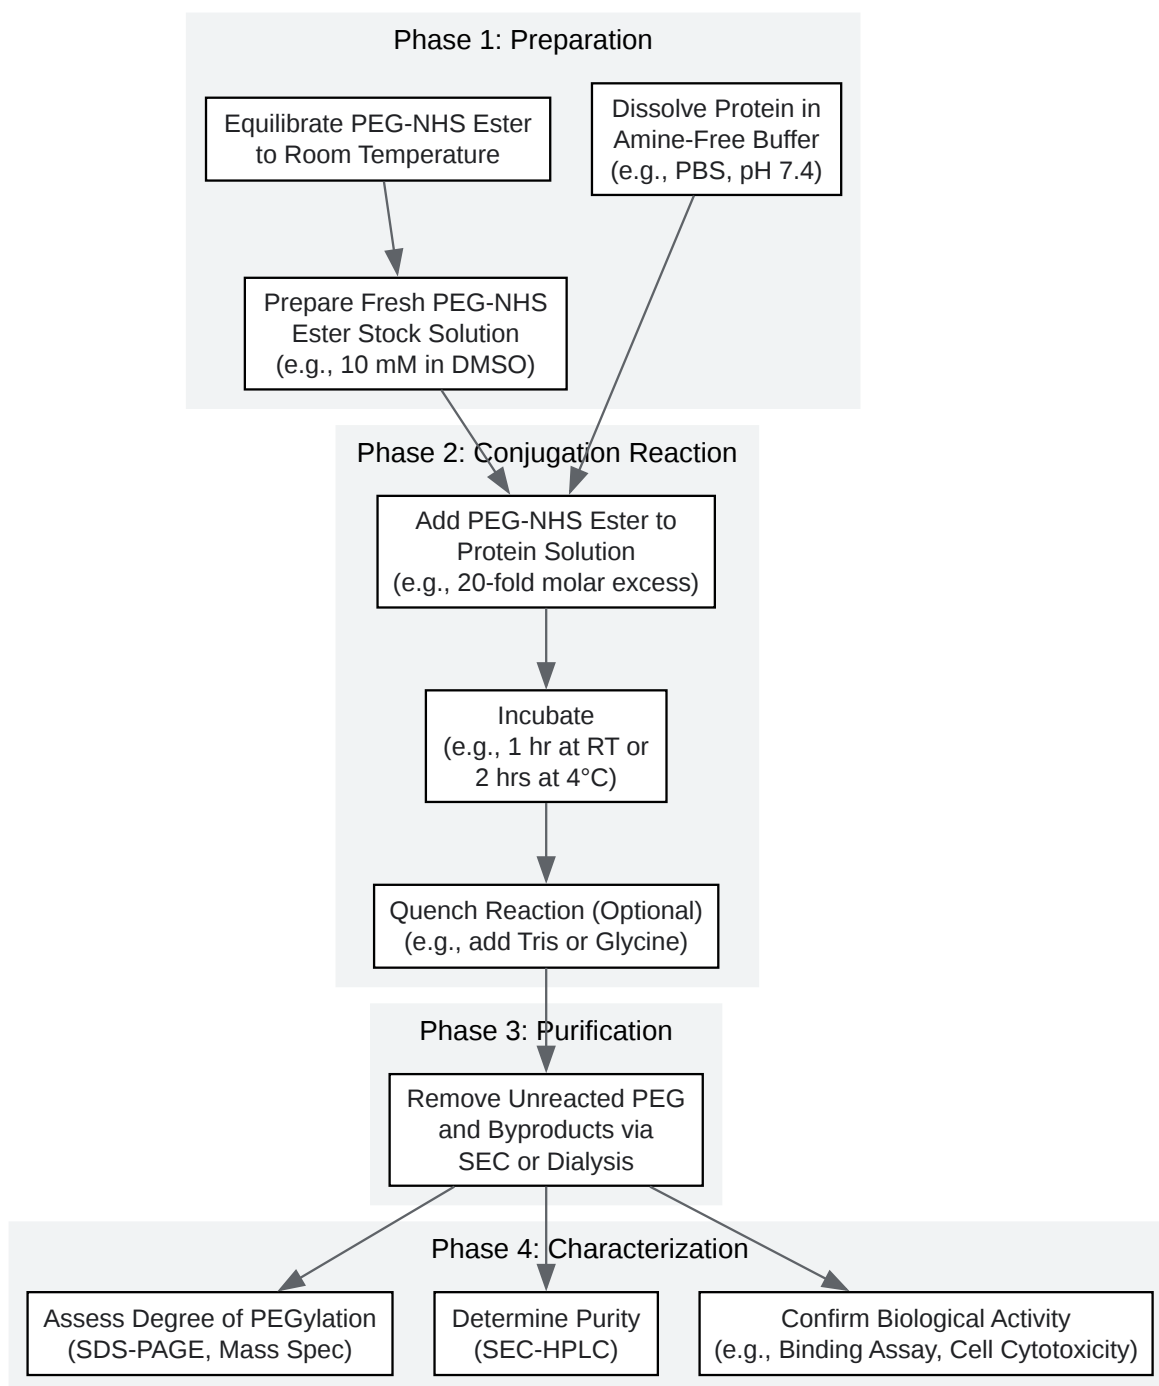 Phase 1: Preparation
Equilibrate PEG-NHS Ester
to Room Temperature
Dissolve Protein in
Amine-Free Buffer
(e.g., PBS, pH 7.4)
Prepare Fresh PEG-NHS
Ester Stock Solution
(e.g., 10 mM in DMSO)
Phase 2: Conjugation Reaction
Add PEG-NHS Ester to
Protein Solution
(e.g., 20-fold molar excess)
Incubate
(e.g., 1 hr at RT or
2 hrs at 4°C)
Quench Reaction (Optional)
(e.g., add Tris or Glycine)
Phase 3: Purification
Remove Unreacted PEG
and Byproducts via
SEC or Dialysis
Phase 4: Characterization
Assess Degree of PEGylation
(SDS-PAGE, Mass Spec)
Determine Purity
(SEC-HPLC)
Confirm Biological Activity
(e.g., Binding Assay, Cell Cytotoxicity)